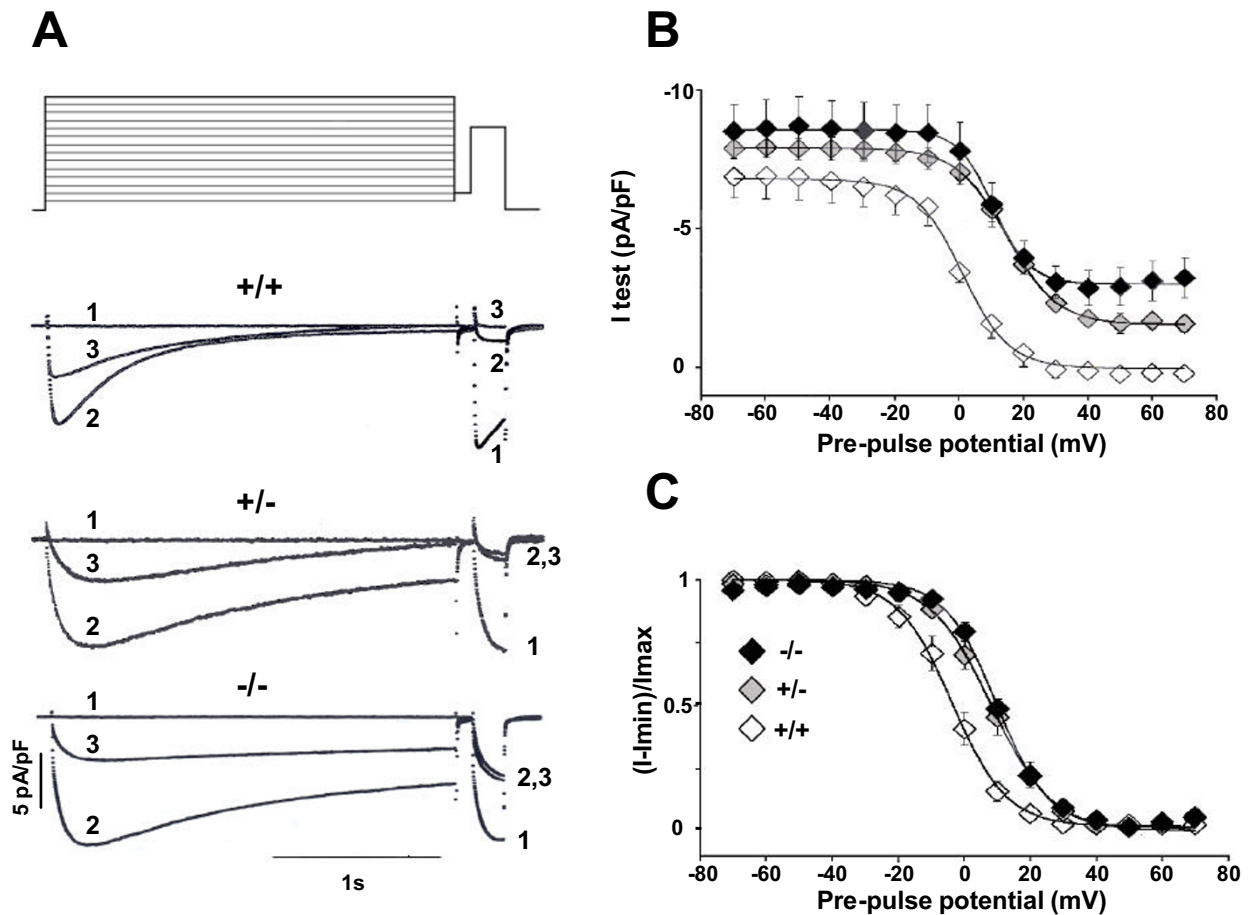 A
+/+
1
3
2
3
2
1
+/-
1
3
2
2,3
1
-/-
1
3
2
2,3
1
5 pA/pF
1s
B
-10
-5
0
I test (pA/pF)
-80 -60 -40 -20 0 20 40 60 80
Pre-pulse potential (mV)
C
1
0.5
0
(I-Imin)/Imax
-/-
+/-
+/+
-80 -60 -40 -20 0 20 40 60 80
Pre-pulse potential (mV)